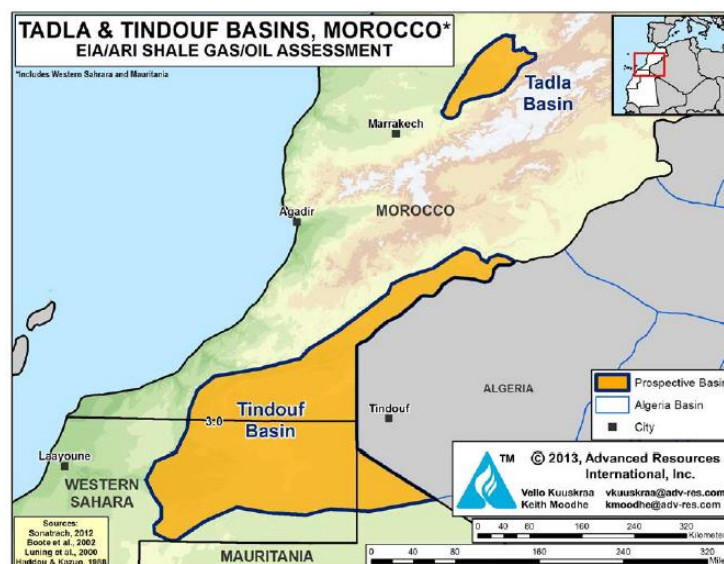 TADLA & TINDOUF BASINS, MOROCCO*
EIA/ARI SHALE GAS/OIL ASSESSMENT
*Includes Western Sahrara and Mauritania
Tadla
Basin
Marrakech
Agadir
MOROCCO
Prospective Basin
ALGERIA
Algeria Basin
City
Tindouf
3.0
Tindouf
Basin
Laayoune
WESTERN
SAHARA
TM
© 2013, Advanced Resources
International, Inc.
Vello Kuuskraa vkuuskraa@adv-res.com
Keith Moodhe kmoodhe@adv-res.com
Sources:
Sonatrach, 2012
Boote et al., 2002
Luning et al., 2000
MAURITANIA
0 40 80 160 240 320
Kilometer
0 40 80 160 240 320
Mile